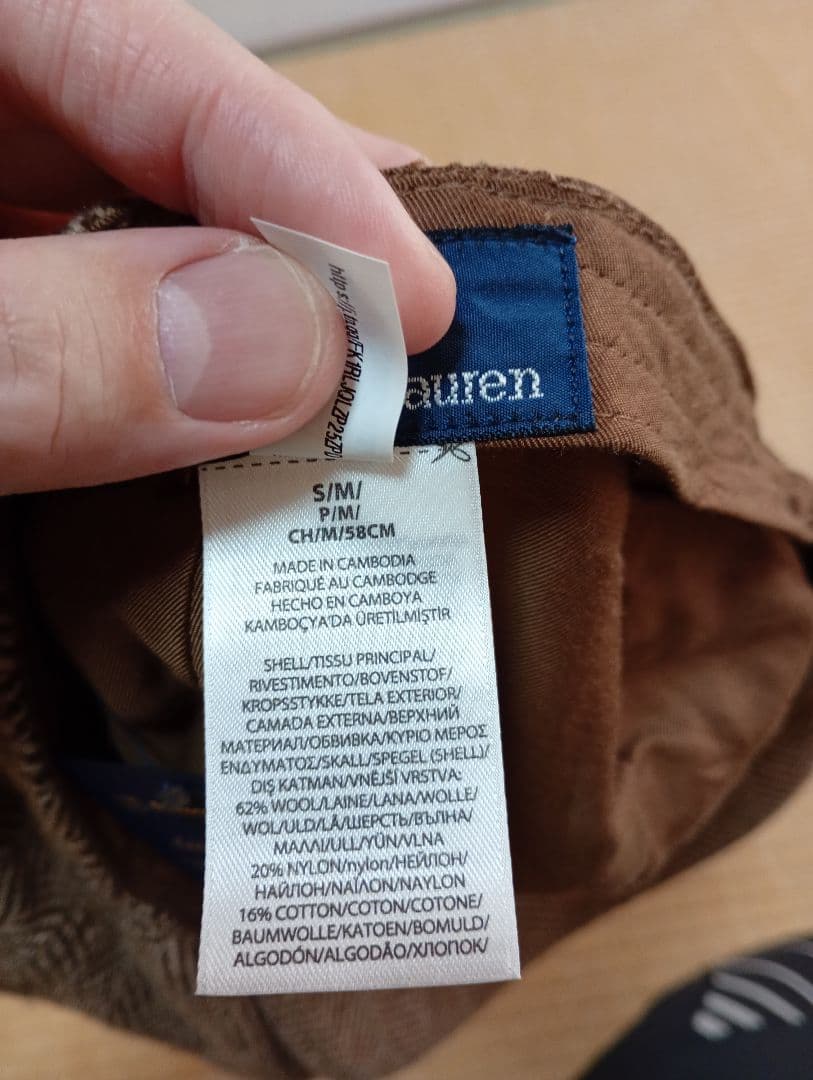 auren
S/M/
P/M/
CH/M/58CM
MADE IN CAMBODIA
FABRIQUÉ AU CAMBODGE
HECHO EN CAMBOYA
KAMBOÇYA'DA ÜRETİLMİŞTİR
SHELL/TISSU PRINCIPAL/
RIVESTIMENTO/BOVENSTOF/
KROPSSTYKKE/TELA EXTERIOR/
CAMADA EXTERNA/ВЕРХНИЙ
МАТЕРИАЛ/ОБВИВКА/ΚΥΡΙΟ ΜΕΡΟΣ
ΕΝΔΥΜΑΤΟΣ/SKALL/SPEGEL (SHELL)/
DIŞ KATMAN/VNĚJŠÍ VRSTVA:
62% WOOL/LAINE/LANA/WOLLE/
WOL/ULD/LÃ/ШЕРСТЬ/ВЪЛНА/
ΜΑΛΛΙ/ULL/YÜN/VLNA
20% NYLON/nylon/НЕЙЛОН/
НАЙЛОН/ΝΑΪΛΟΝ/NAYLON
16% COTTON/COTON/COTONE/
BAUMWOLLE/KATOEN/BOMULD/
ALGODÓN/ALGODÃO/ХЛОПОК/